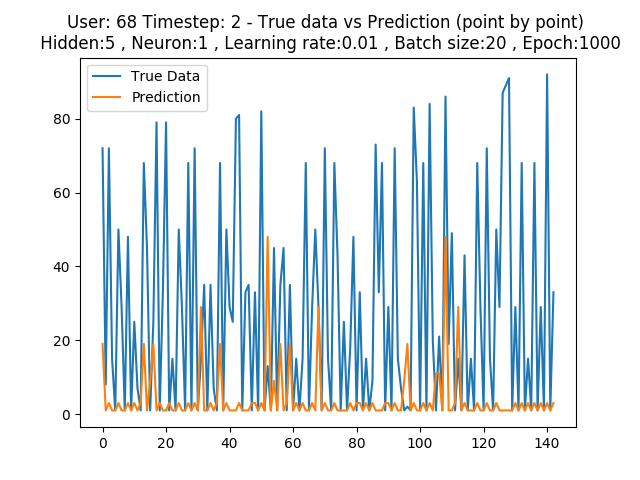 User: 68 Timestep: 2 - True data vs Prediction (point by point)
Hidden:5 , Neuron:1 , Learning rate:0.01 , Batch size:20 , Epoch:1000
True Data
Prediction
80
60
40
20
0
0 20 40 60 80 100 120 140